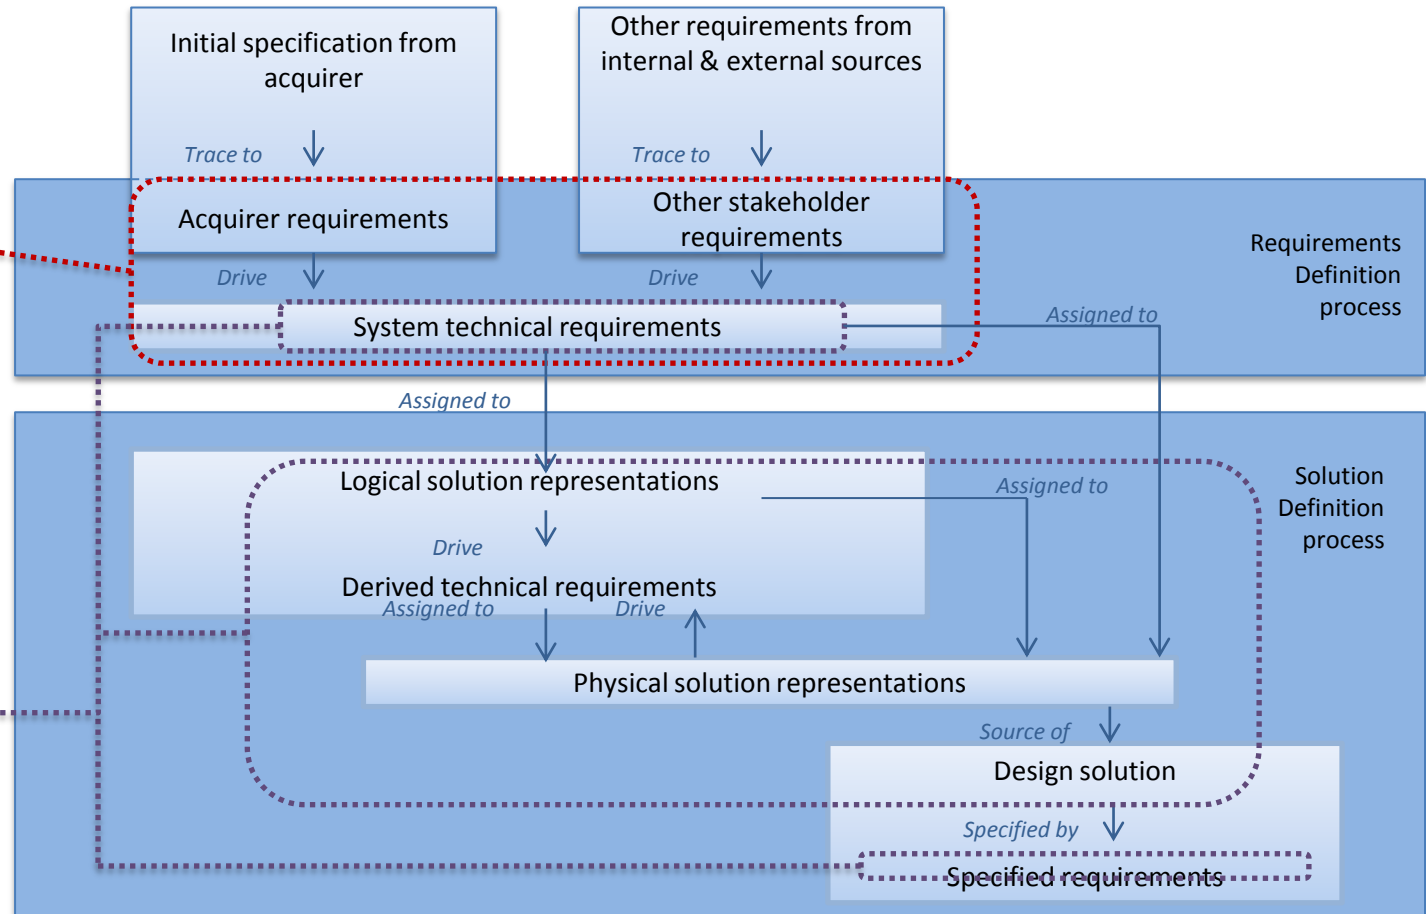 Initial specification from
acquirer
Other requirements from
internal & external sources
Trace to
Trace to
Acquirer requirements
Other stakeholder
requirements
Requirements
Definition
process
Drive
Drive
System technical requirements
Assigned to
Assigned to
Logical solution representations
Assigned to
Solution
Definition
process
Drive
Derived technical requirements
Assigned to
Drive
Physical solution representations
Source of
Design solution
Specified by
Specified requirements